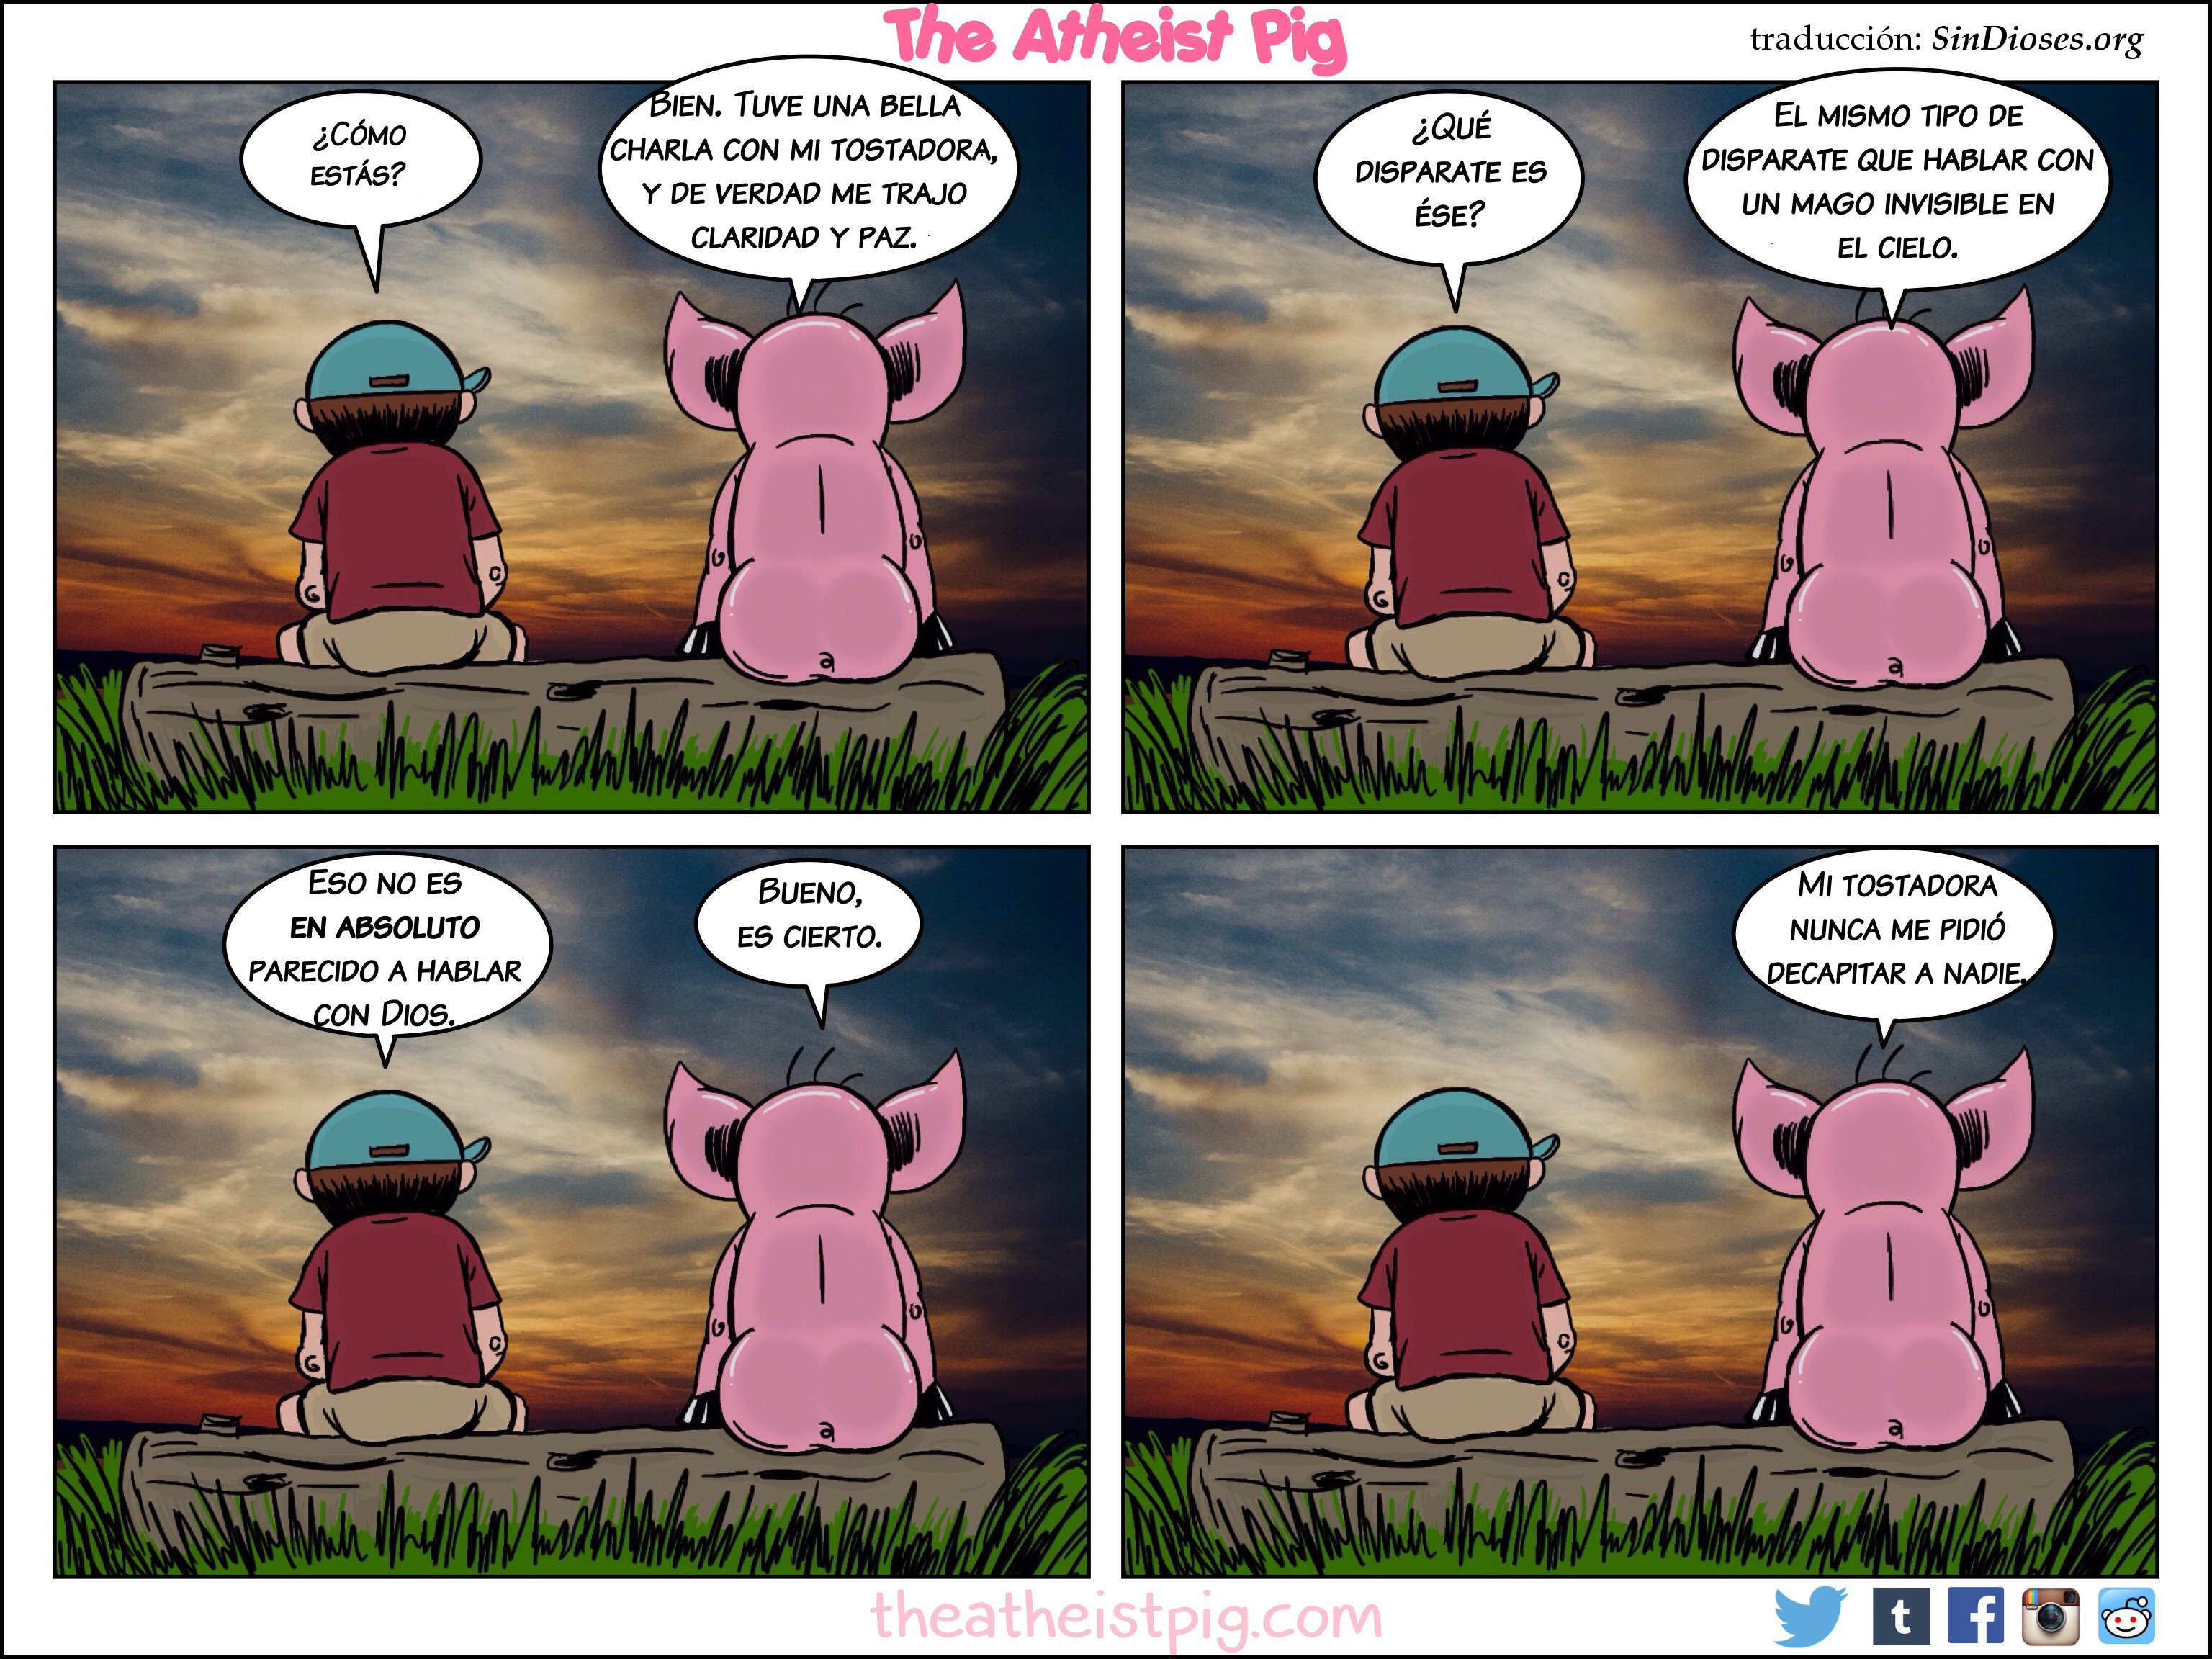 The Atheist Pig
traducción: SinDioses.org
¿CÓMO
ESTÁS?
BIEN. TUVE UNA BELLA
CHARLA CON MI TOSTADORA,
Y DE VERDAD ME TRAJO
CLARIDAD Y PAZ.
¿QUÉ
DISPARATE ES
ÉSE?
EL MISMO TIPO DE
DISPARATE QUE HABLAR CON
UN MAGO INVISIBLE EN
EL CIELO.
ESO NO ES
EN ABSOLUTO
PARECIDO A HABLAR
CON DIOS.
BUENO,
ES CIERTO.
MI TOSTADORA
NUNCA ME PIDIÓ
DECAPITAR A NADIE.
theatheistpig.com